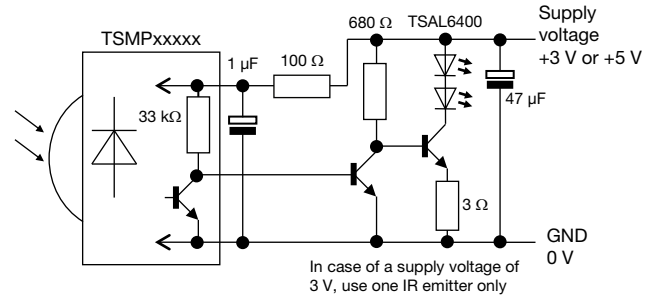 TSMPxxxxx
680 Ω
TSAL6400
Supply
voltage
+3 V or +5 V
1 µF
100 Ω
33 kΩ
47 µF
3 Ω
GND
0 V
In case of a supply voltage of
3 V, use one IR emitter only